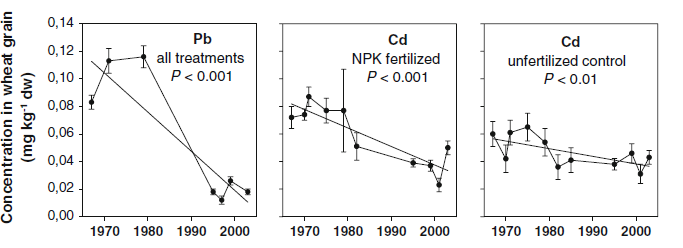 Concentration in wheat grain
(mg kg⁻¹ dw)
0,14
0,12
0,10
0,08
0,06
0,04
0,02
0,00
Pb
all treatments
P < 0.001
1970 1980 1990 2000
Cd
NPK fertilized
P < 0.001
1970 1980 1990 2000
Cd
unfertilized control
P < 0.01
1970 1980 1990 2000